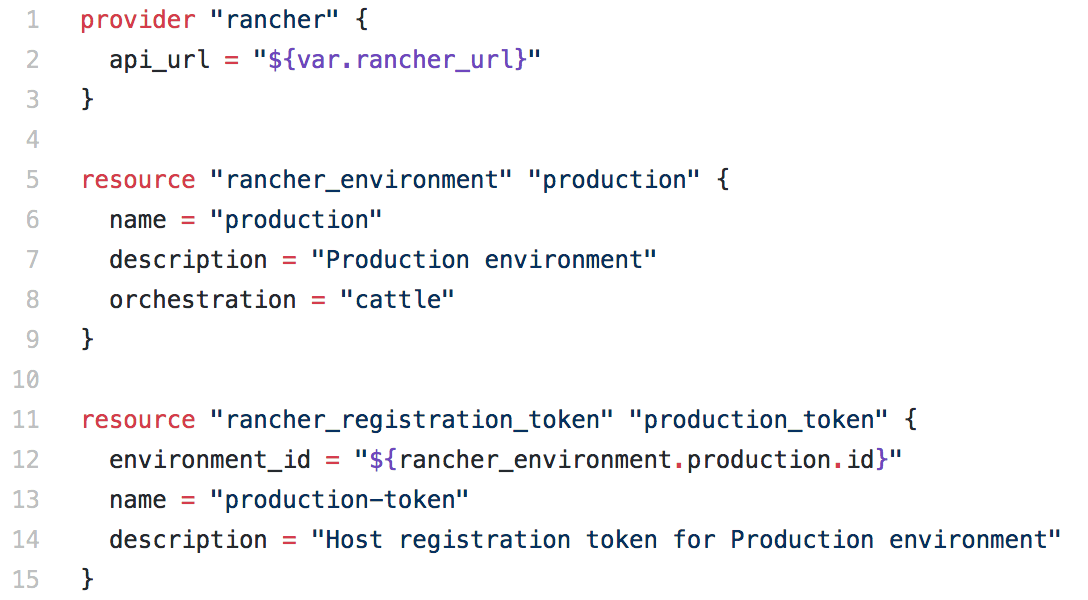 1 provider "rancher" {
2   api_url = "${var.rancher_url}"
3 }
4
5 resource "rancher_environment" "production" {
6   name = "production"
7   description = "Production environment"
8   orchestration = "cattle"
9 }
10
11 resource "rancher_registration_token" "production_token" {
12   environment_id = "${rancher_environment.production.id}"
13   name = "production-token"
14   description = "Host registration token for Production environment"
15 }